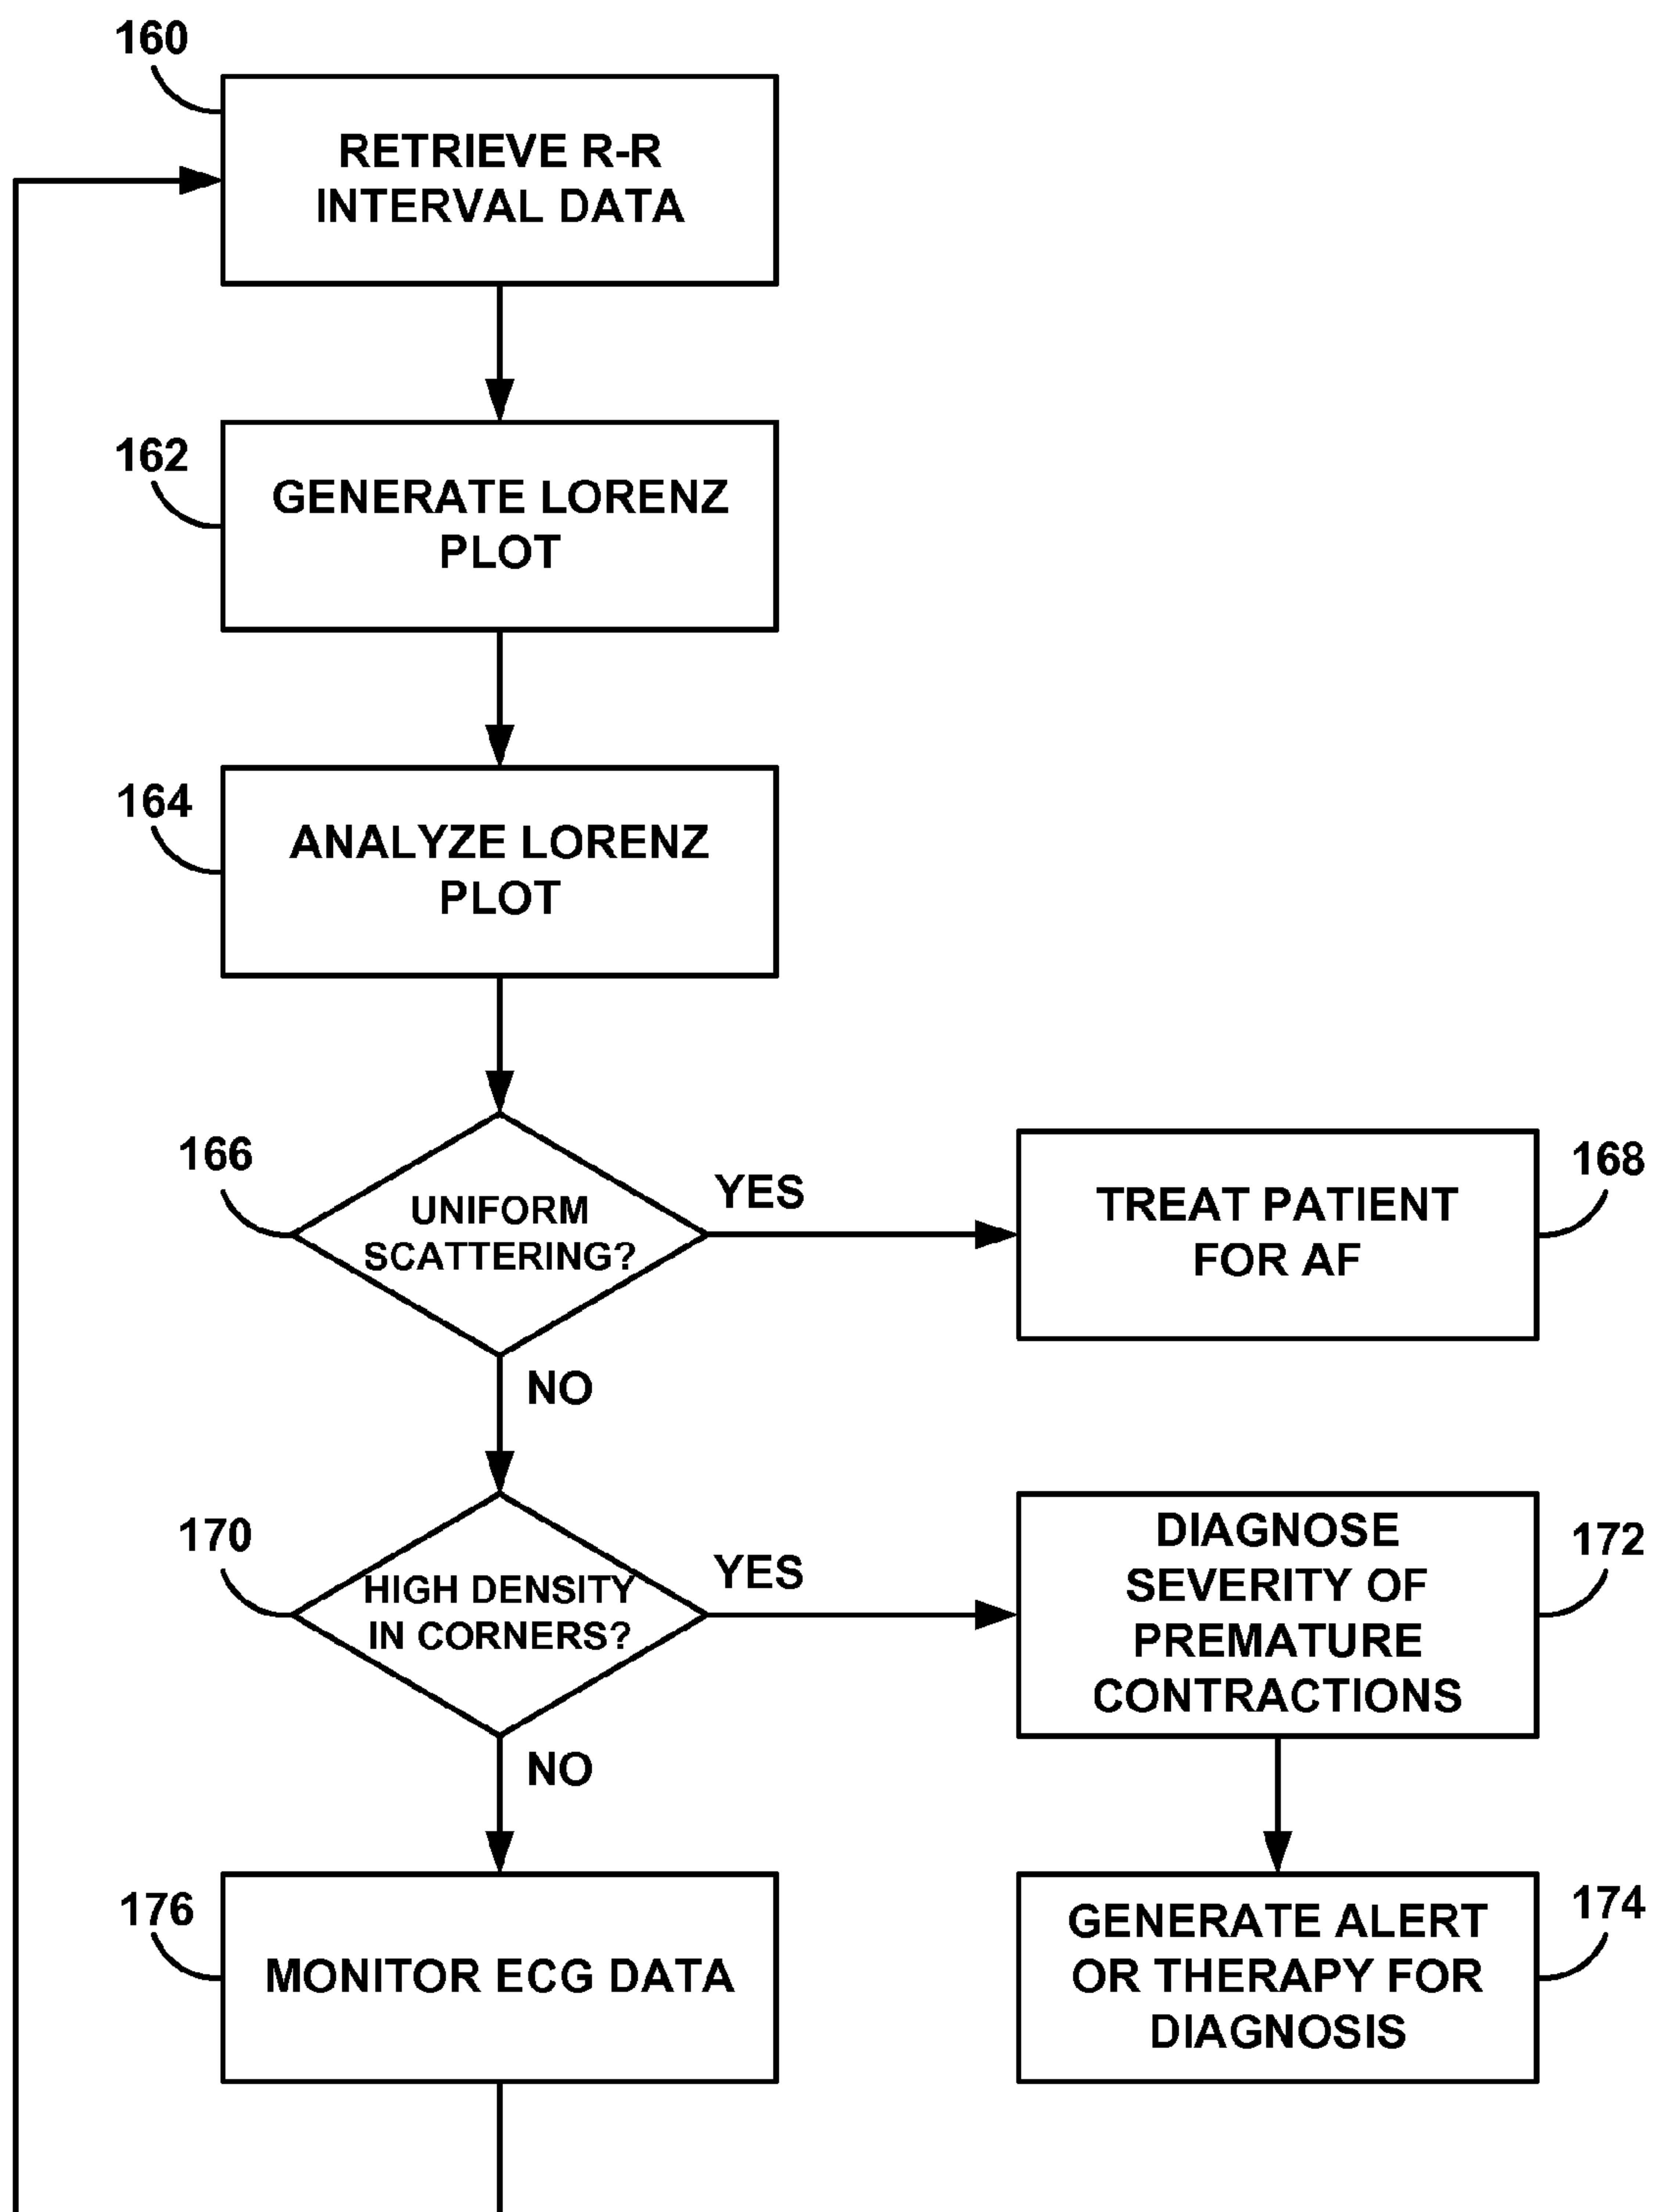 160
RETRIEVE R-R
INTERVAL DATA
162
GENERATE LORENZ
PLOT
164
ANALYZE LORENZ
PLOT
166
UNIFORM
SCATTERING?
YES
TREAT PATIENT
FOR AF
168
NO
170
HIGH DENSITY
IN CORNERS?
YES
DIAGNOSE
SEVERITY OF
PREMATURE
CONTRACTIONS
172
NO
176
MONITOR ECG DATA
GENERATE ALERT
OR THERAPY FOR
DIAGNOSIS
174